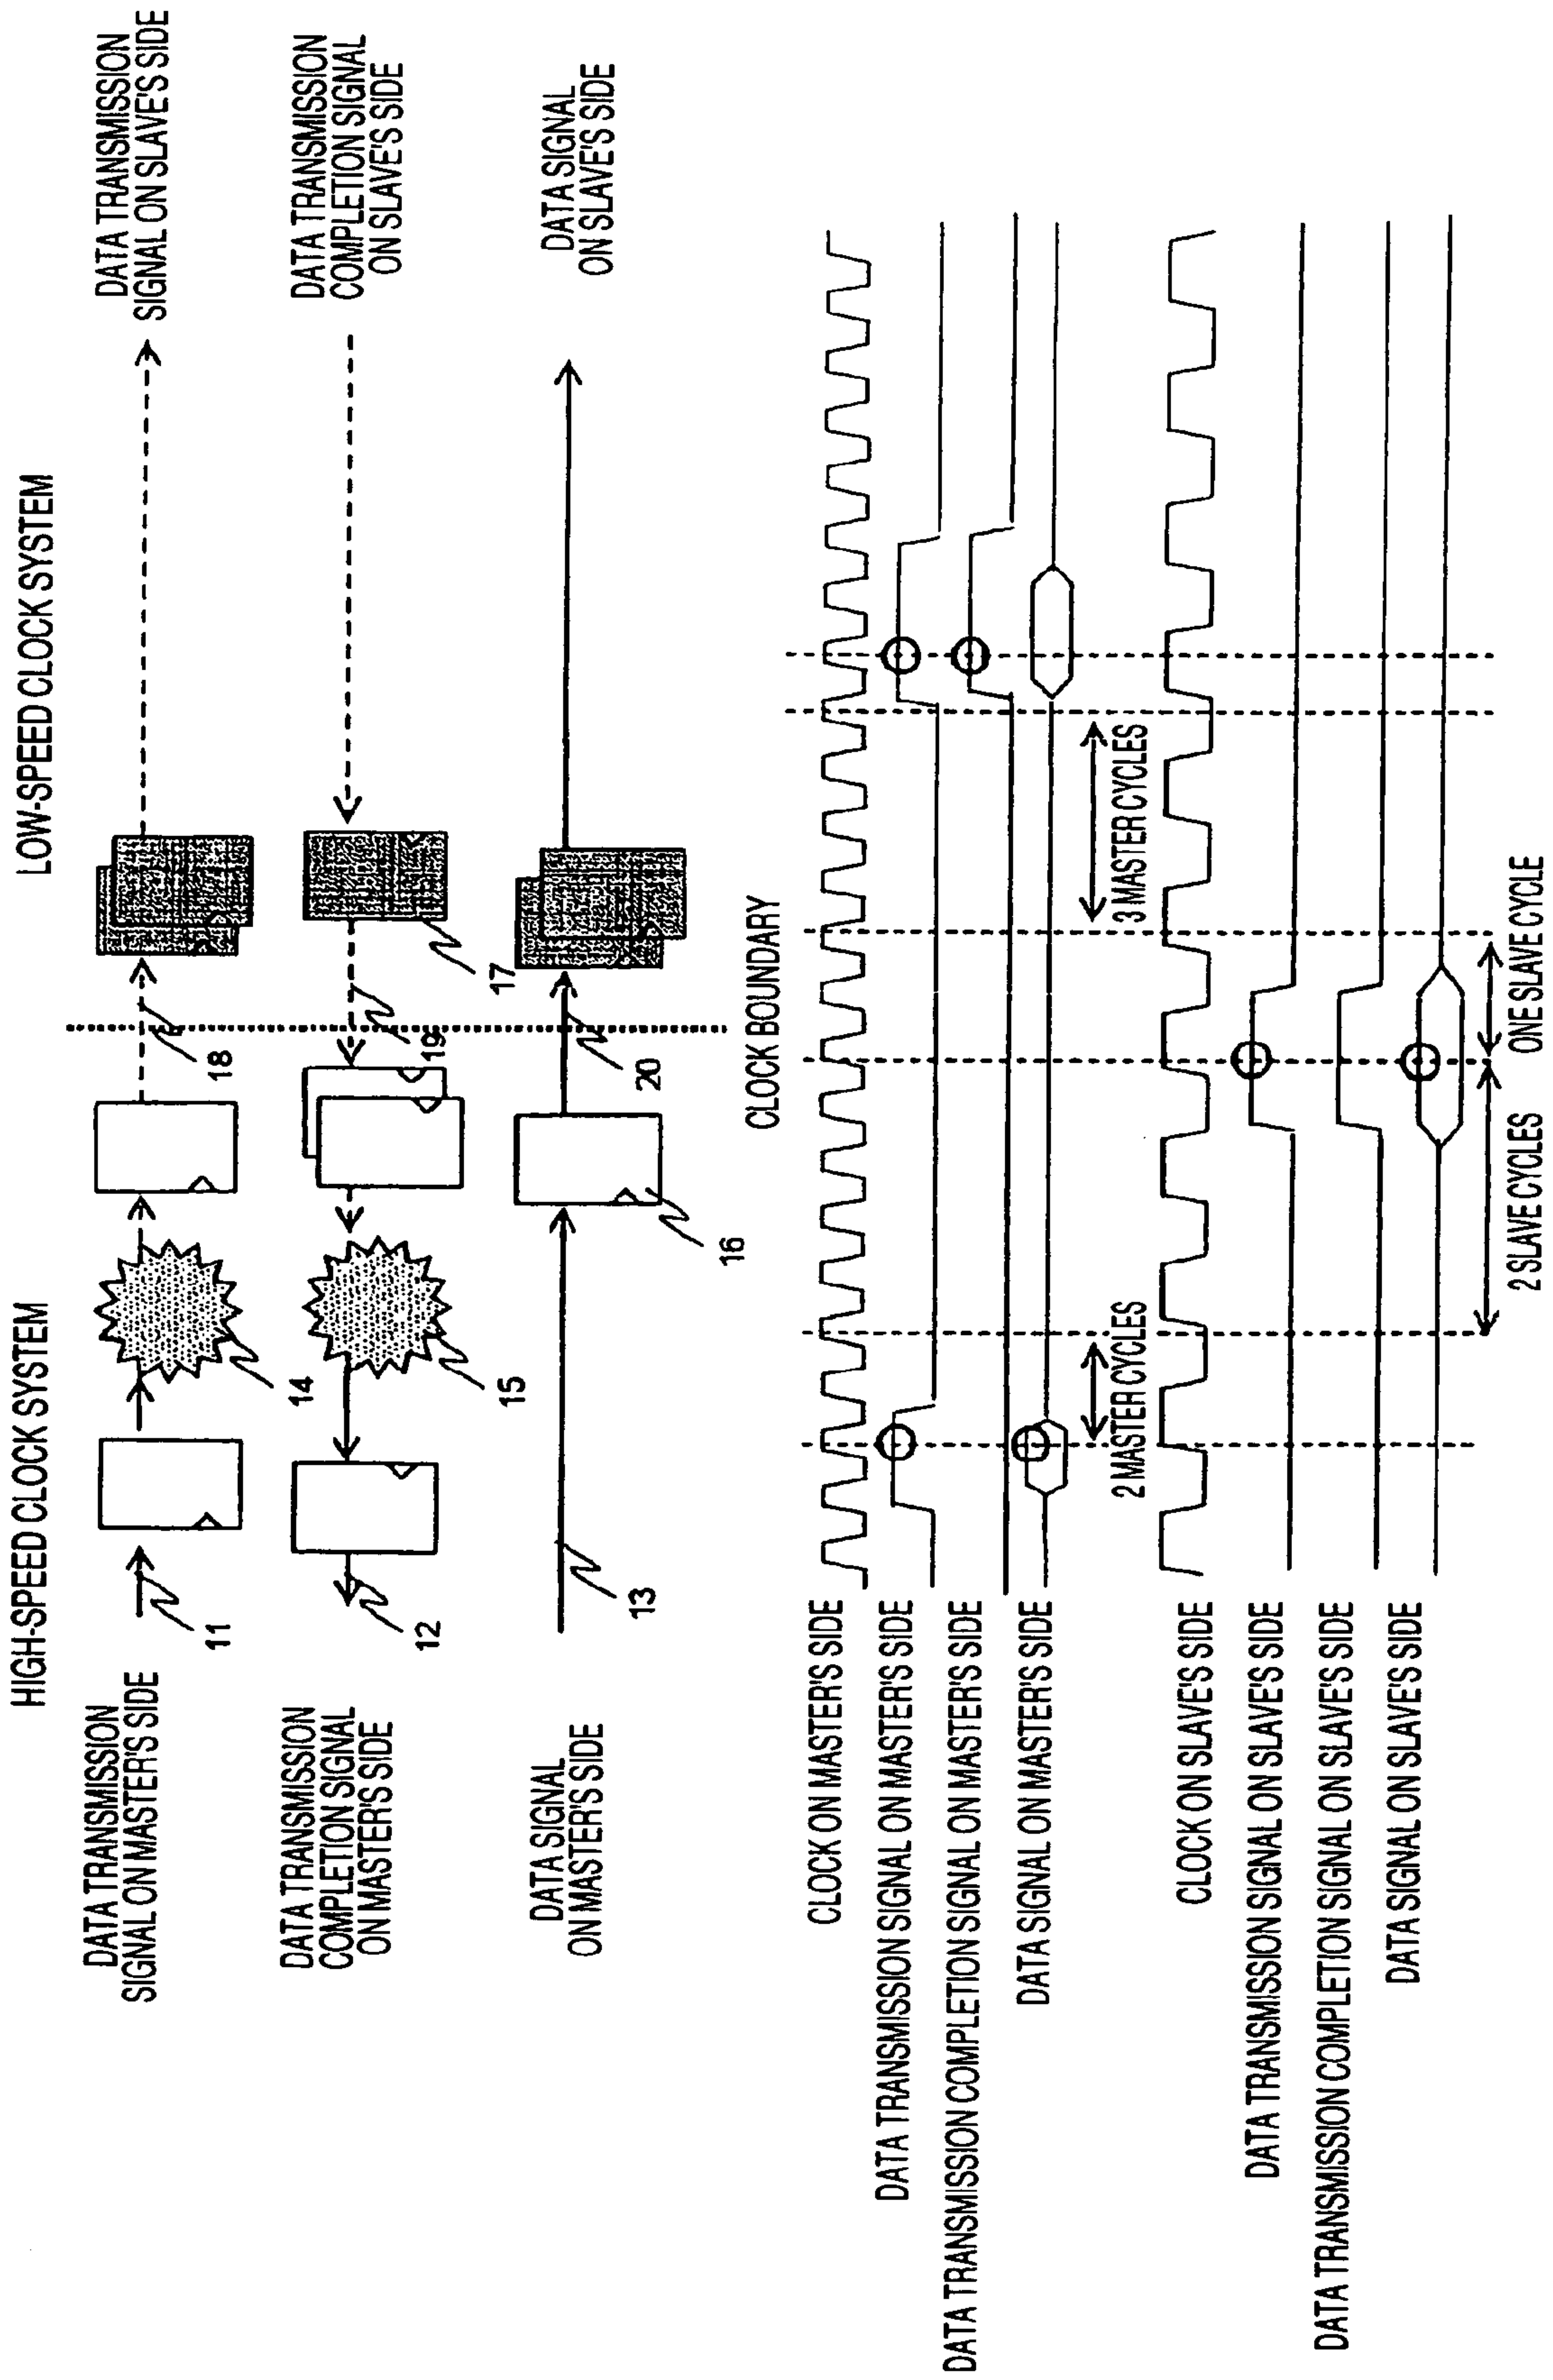 HIGH-SPEED CLOCK SYSTEM
LOW-SPEED CLOCK SYSTEM
DATA TRANSMISSION
SIGNAL ON MASTER'S SIDE
11
14
18
DATA TRANSMISSION
SIGNAL ON SLAVE'S SIDE
DATA TRANSMISSION
COMPLETION SIGNAL
ON MASTER'S SIDE
12
15
19
17
DATA TRANSMISSION
COMPLETION SIGNAL
ON SLAVE'S SIDE
DATA SIGNAL
ON MASTER'S SIDE
13
16
20
DATA SIGNAL
ON SLAVE'S SIDE
CLOCK BOUNDARY
CLOCK ON MASTER'S SIDE
DATA TRANSMISSION SIGNAL ON MASTER'S SIDE
DATA TRANSMISSION COMPLETION SIGNAL ON MASTER'S SIDE
DATA SIGNAL ON MASTER'S SIDE
2 MASTER CYCLES
3 MASTER CYCLES
CLOCK ON SLAVE'S SIDE
DATA TRANSMISSION SIGNAL ON SLAVE'S SIDE
DATA TRANSMISSION COMPLETION SIGNAL ON SLAVE'S SIDE
DATA SIGNAL ON SLAVE'S SIDE
2 SLAVE CYCLES
ONE SLAVE CYCLE